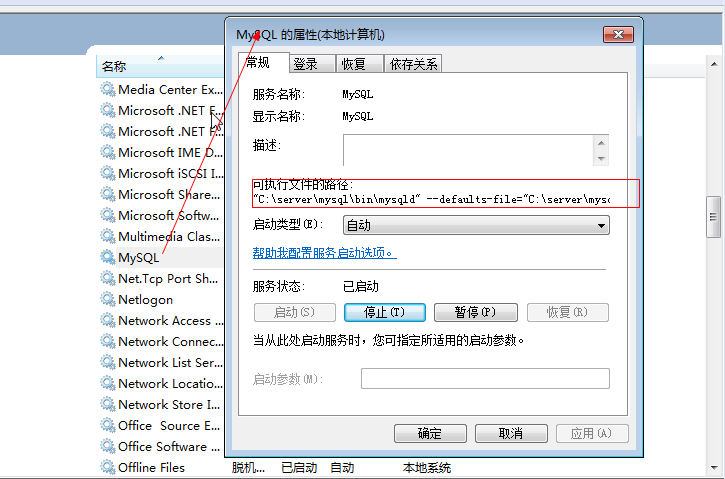 MySQL 的属性(本地计算机)
常规 登录 恢复 依存关系
服务名称: MySQL
显示名称: MySQL
描述:
可执行文件的路径:
"C:\server\mysql\bin\mysqld" --defaults-file="C:\server\mysc
启动类型(E): 自动
帮助我配置服务启动选项。
服务状态: 已启动
启动(S) 停止(T) 暂停(P) 恢复(R)
当从此处启动服务时，您可指定所适用的启动参数。
启动参数(M):
确定 取消 应用(A)
名称
Media Center Ex...
Microsoft .NET F...
Microsoft .NET F...
Microsoft IME D...
Microsoft iSCSI I...
Microsoft Share...
Microsoft Softw...
Multimedia Clas...
MySQL
Net.Tcp Port Sh...
Netlogon
Network Access ...
Network Connec...
Network List Ser...
Network Locatio...
Network Store I...
Office  Source E...
Office Software ...
Offline Files 脱机... 已启动 自动 本地系统